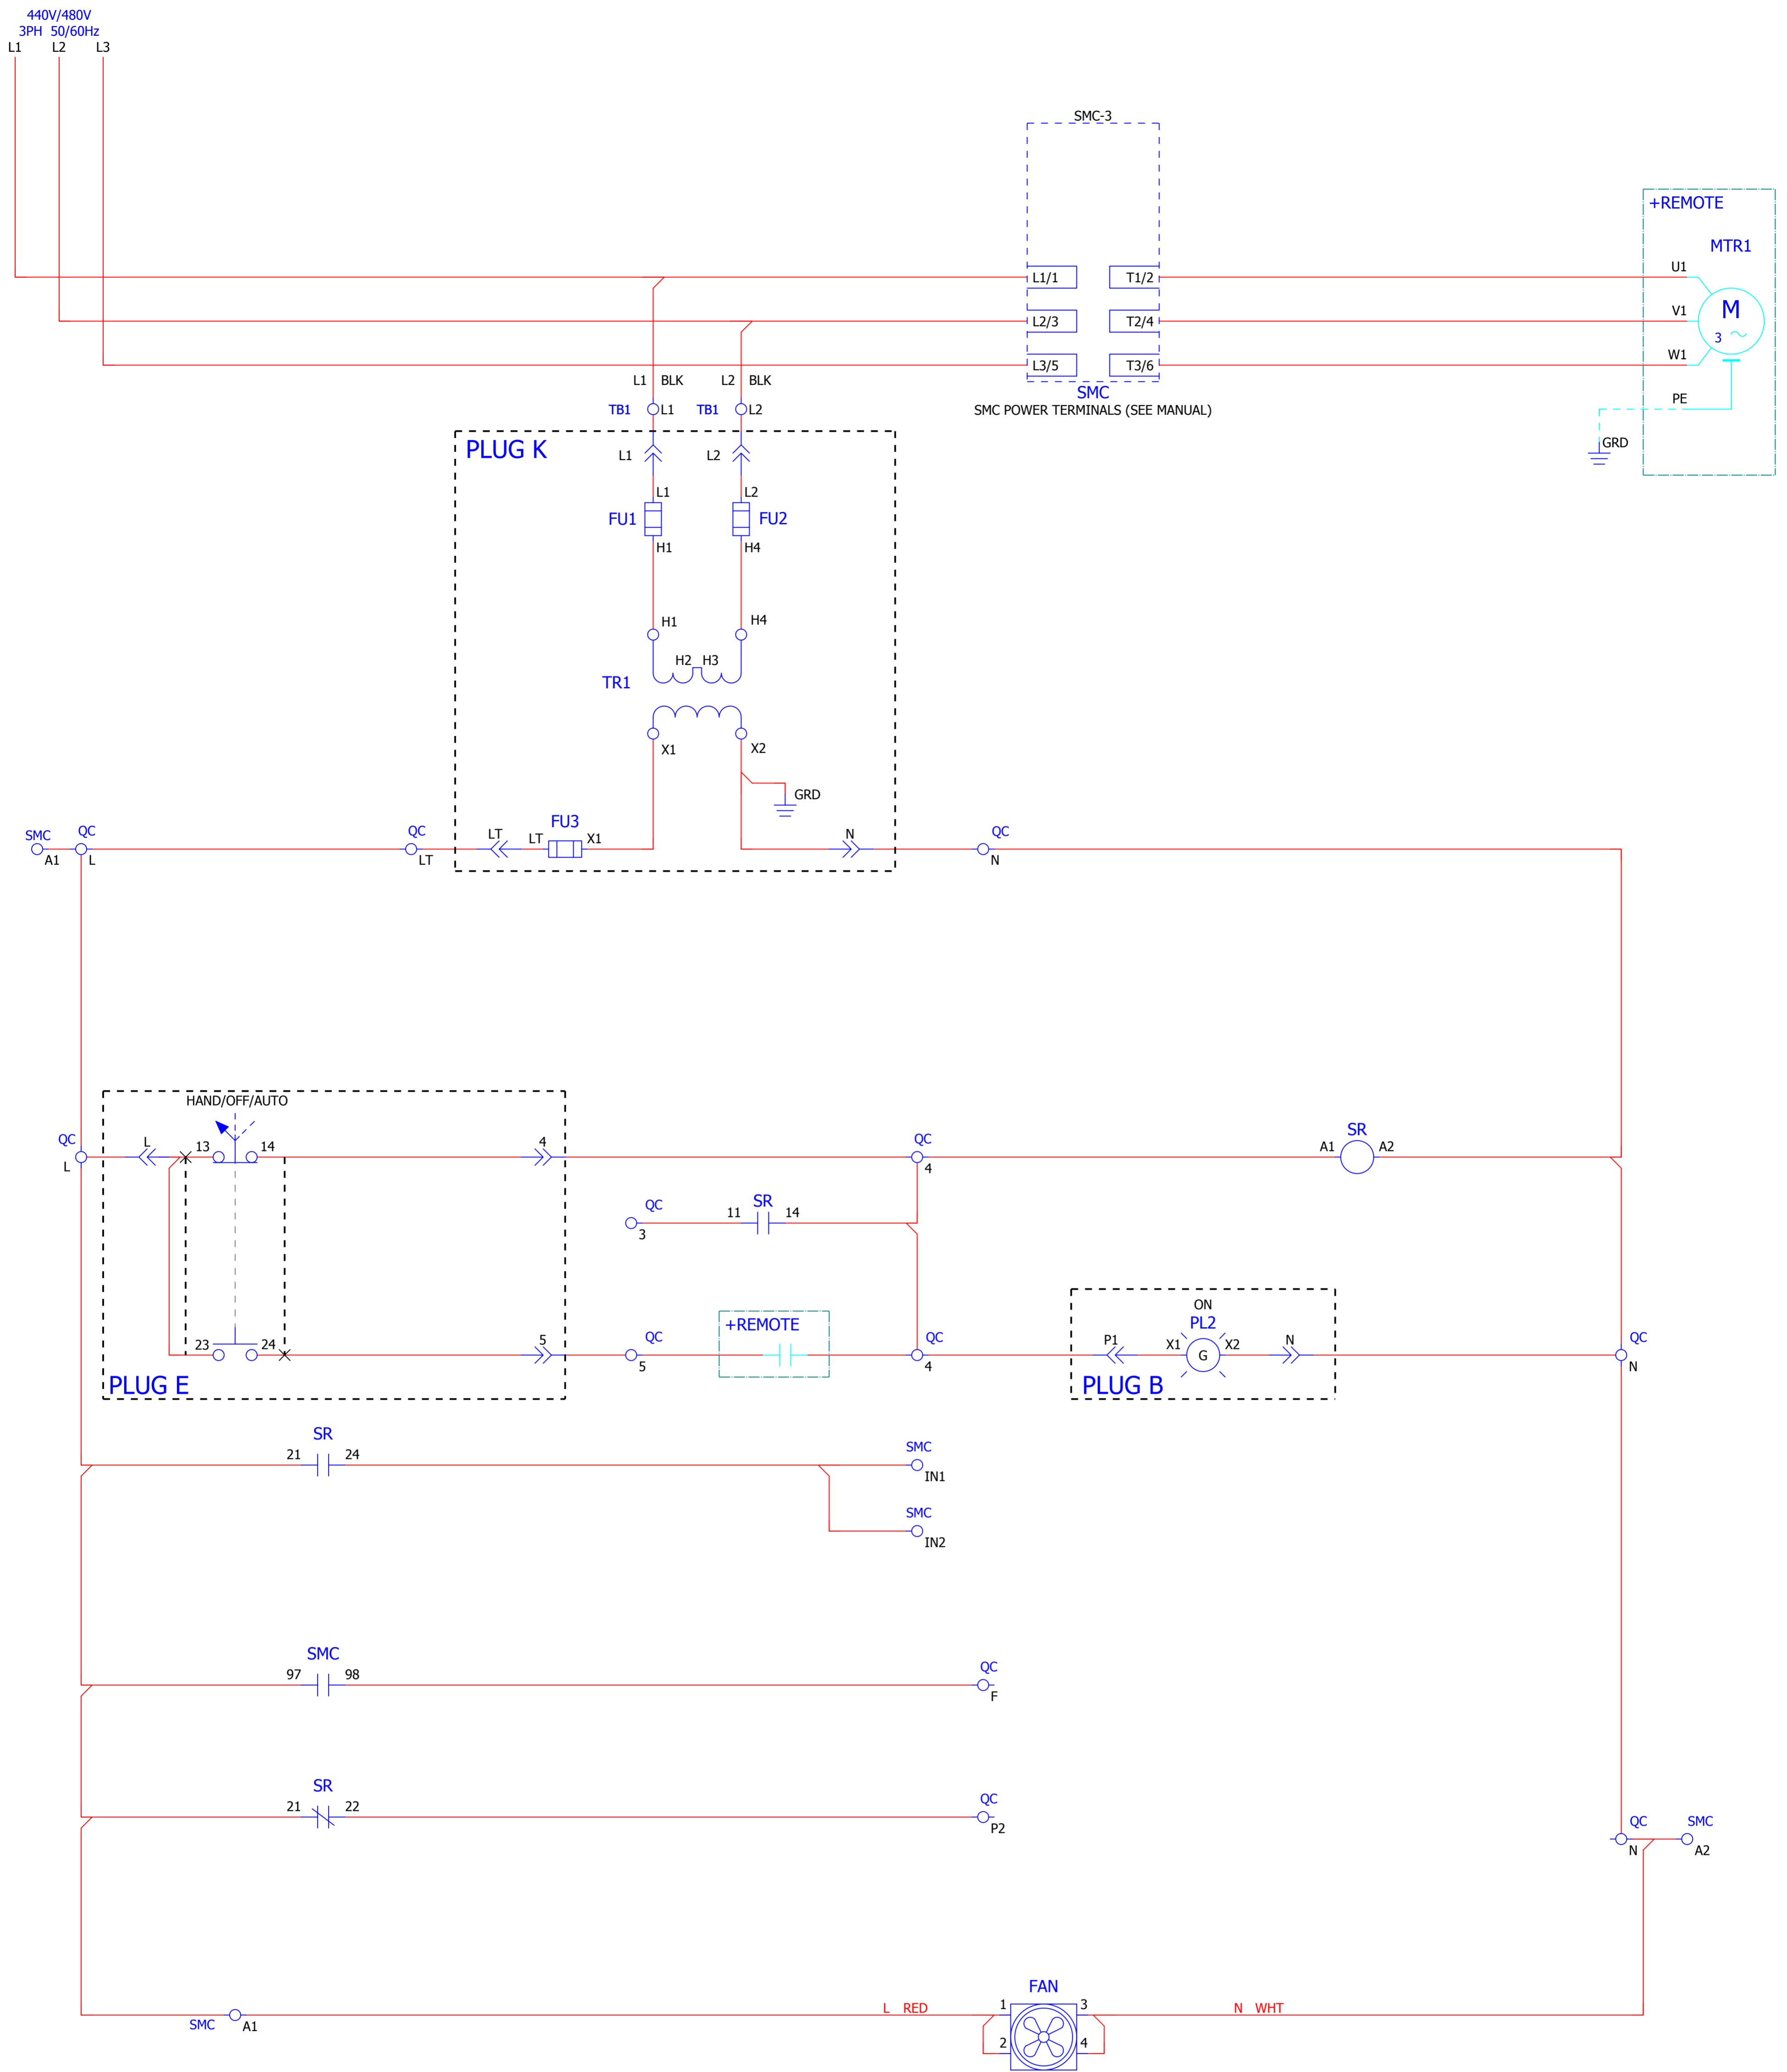 440V/480V
3PH 50/60Hz
L1 L2 L3
SMC-3
+REMOTE
MTR1
L1/1 T1/2 U1
L2/3 T2/4 V1
M
3
L3/5 T3/6 W1
L1 BLK L2 BLK
SMC
PE
TB1 L1 TB1 L2
SMC POWER TERMINALS (SEE MANUAL)
GRD
PLUG K
L1 L2
L1 L2
FU1 FU2
H1 H4
H1 H4
H2 H3
TR1
X1 X2
GRD
SMC QC QC FU3 QC
LT LT X1 N
A1 L LT N
HAND/OFF/AUTO
QC L 13 14 4 QC SR
A1 A2
L 4
QC SR
11 14
3
ON
+REMOTE PL2
23 24 5 QC QC P1 X1 X2 N QC
G
5 4 N
PLUG E PLUG B
SR SMC
21 24
IN1
SMC
IN2
SMC QC
97 98
F
SR QC
21 22
P2
QC SMC
N A2
FAN
L RED 1 3 N WHT
SMC A1
2 4